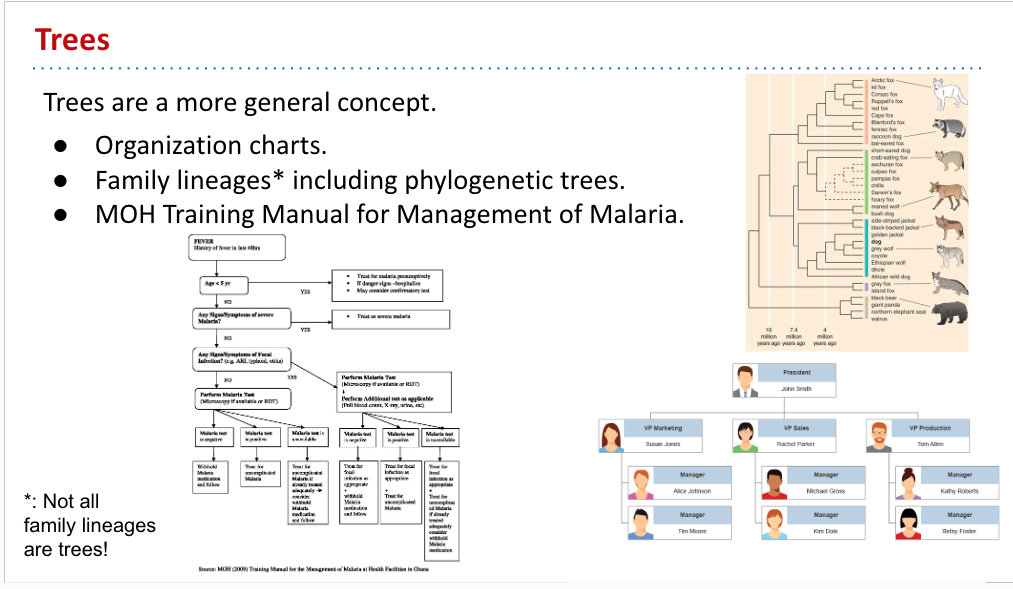 Trees
Trees are a more general concept.
● Organization charts.
● Family lineages* including phylogenetic trees.
● MOH Training Manual for Management of Malaria.
FEVER
History of fever in last 48hrs
Age < 5 yr
YES
• Treat for malaria presumptively
• If danger signs -hospitalize
• May consider confirmatory test
NO
Any Signs/Symptoms of severe
Malaria?
YES
• Treat as severe malaria
NO
Any Signs/Symptoms of Focal
Infection? (e.g. ARI, typhoid, otitis)
NO
YES
Perform Malaria Test
(Microscopy if available or RDT)
Perform Malaria Test
(Microscopy if available or RDT)
+
Perform Additional test as applicable
(Full blood count, X-ray, urine, etc)
Malaria test
is negative
Malaria test
is positive
Malaria test is
unavailable
Malaria test
is negative
Malaria test
is positive
Malaria test
is unavailable
Withhold
Malaria
medication
and follow
Treat for
uncomplicated
Malaria
Treat for
uncomplicated
Malaria if
already treated
adequately →
consider
withhold
Malaria
medication
and follow
Treat for
focal
infection as
appropriate
+
withhold
Malaria
medication
and follow
Treat for focal
infection as
appropriate
+
Treat for
uncomplicated
Malaria
Treat for
focal
infection as
appropriate
+
Treat for
uncomplicat
ed Malaria
if already
treated
adequately
consider
withhold
Malaria
medication
Source: MOH (2009) Training Manual for the Management of Malaria at Health Facilities in Ghana
*: Not all
family lineages
are trees!
Arctic fox
kit fox
Corsac fox
Ruppell's fox
red fox
Cape fox
Blanford's fox
fennec fox
raccoon dog
bat-eared fox
short-eared dog
crab-eating fox
sechuran fox
culpeo fox
pampas fox
chilla
Darwin's fox
hoary fox
maned wolf
bush dog
side-striped jackal
black-backed jackal
golden jackal
dog
grey wolf
coyote
Ethiopian wolf
dhole
African wild dog
gray fox
island fox
black bear
giant panda
northern elephant seal
walrus
10
million
years ago
7.4
million
years ago
4
million
years ago
President
John Smith
VP Marketing
Susan Jones
VP Sales
Rachel Parker
VP Production
Tom Allen
Manager
Alice Johnson
Manager
Michael Gross
Manager
Kathy Roberts
Manager
Tim Moore
Manager
Kim Dole
Manager
Betsy Foster